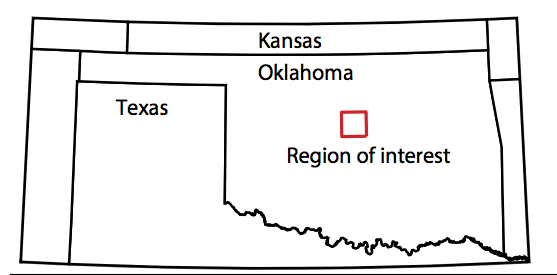 Kansas
Oklahoma
Texas
Region of interest